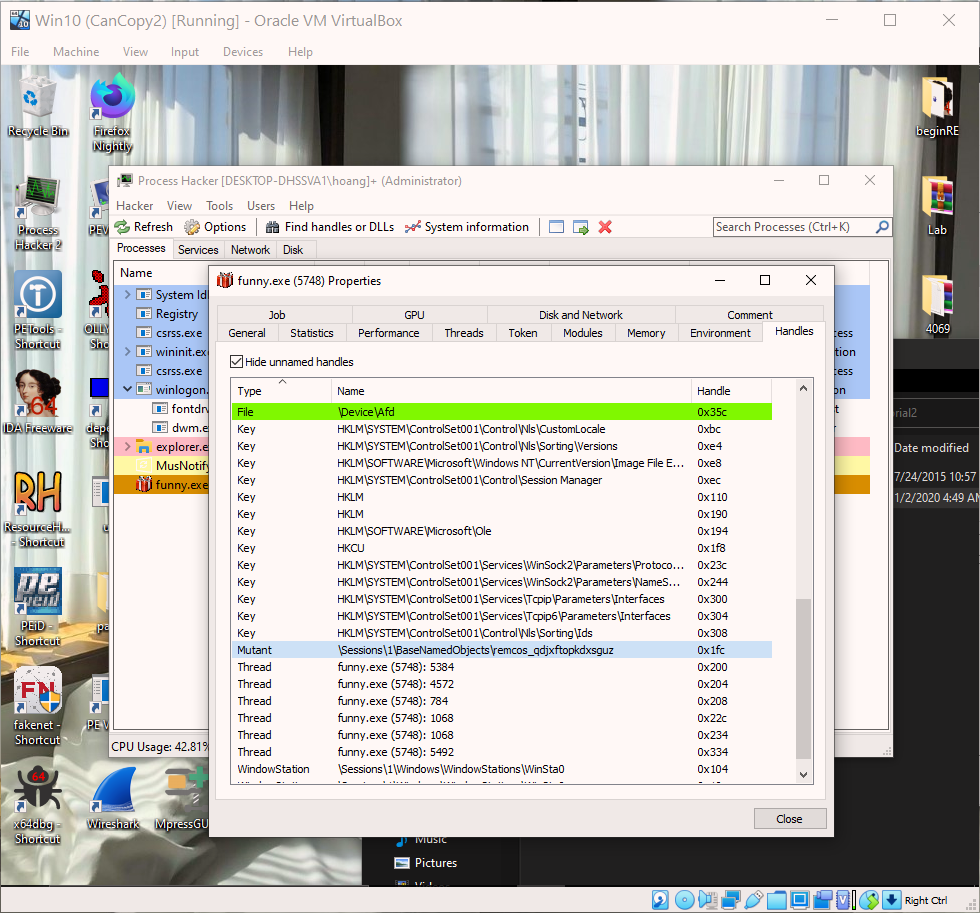 Win10 (CanCopy2) [Running] - Oracle VM VirtualBox
File Machine View Input Devices Help
Recycle Bin
Firefox Nightly
beginRE
Process Hacker 2
Lab
PETools - Shortcut
4069
IDA Freeware
ResourceH... - Shortcut
PEiD - Shortcut
fakenet - Shortcut
x64dbg - Shortcut
Wireshark
MpressGU
Process Hacker [DESKTOP-DHSSVA1\hoang]+ (Administrator)
Hacker View Tools Users Help
Refresh Options Find handles or DLLs System information Search Processes (Ctrl+K)
Processes Services Network Disk
Name
System Idl
Registry
csrss.exe
wininit.exe
csrss.exe
winlogon.
fontdrv
dwm.e
explorer.e
MusNotify
funny.exe
CPU Usage: 42.81%
funny.exe (5748) Properties
Job GPU Disk and Network Comment
General Statistics Performance Threads Token Modules Memory Environment Handles
Hide unnamed handles
Type Name Handle
File \Device\Afd 0x35c
Key HKLM\SYSTEM\ControlSet001\Control\Nls\CustomLocale 0xbc
Key HKLM\SYSTEM\ControlSet001\Control\Nls\Sorting\Versions 0xe4
Key HKLM\SOFTWARE\Microsoft\Windows NT\CurrentVersion\Image File E... 0xe8
Key HKLM\SYSTEM\ControlSet001\Control\Session Manager 0xec
Key HKLM 0x110
Key HKLM 0x190
Key HKLM\SOFTWARE\Microsoft\Ole 0x194
Key HKCU 0x1f8
Key HKLM\SYSTEM\ControlSet001\Services\WinSock2\Parameters\Protoco... 0x23c
Key HKLM\SYSTEM\ControlSet001\Services\WinSock2\Parameters\NameS... 0x244
Key HKLM\SYSTEM\ControlSet001\Services\Tcpip\Parameters\Interfaces 0x300
Key HKLM\SYSTEM\ControlSet001\Services\Tcpip6\Parameters\Interfaces 0x304
Key HKLM\SYSTEM\ControlSet001\Control\Nls\Sorting\Ids 0x308
Mutant \Sessions\1\BaseNamedObjects\remcos_qdjxftopkdxsguz 0x1fc
Thread funny.exe (5748): 5384 0x200
Thread funny.exe (5748): 4572 0x204
Thread funny.exe (5748): 784 0x208
Thread funny.exe (5748): 1068 0x22c
Thread funny.exe (5748): 1068 0x234
Thread funny.exe (5748): 5492 0x334
WindowStation \Sessions\1\Windows\WindowStations\WinSta0 0x104
Close
Date modified
7/24/2015 10:57
1/2/2020 4:49 AM
Music
Pictures
Right Ctrl